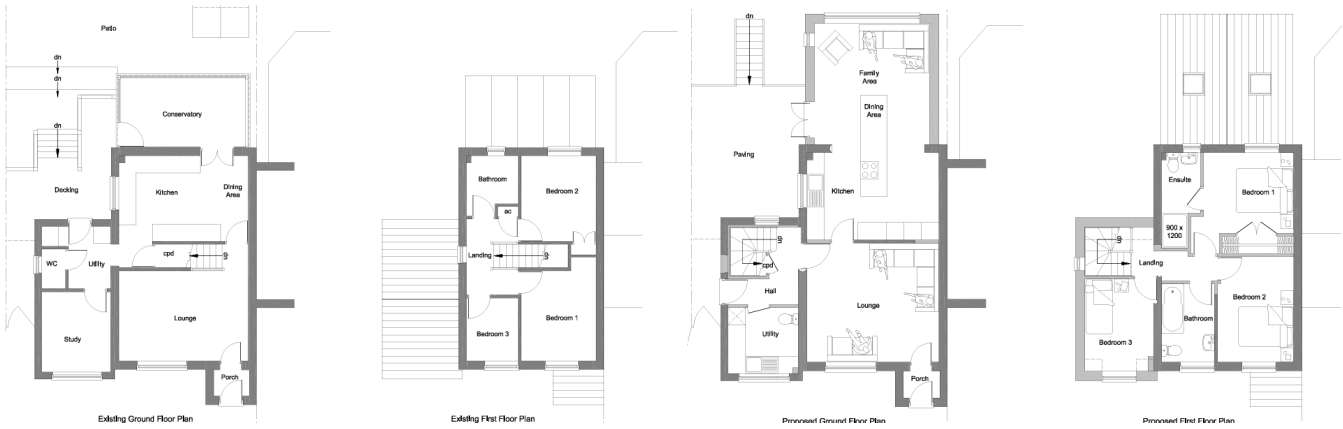 Patio
dn
dn
dn
Conservatory
Decking
Kitchen
Dining
Area
WC
Utility
cpd
up
Study
Lounge
Porch
Existing Ground Floor Plan
Bathroom
Bedroom 2
ac
Landing
up
Bedroom 3
Bedroom 1
Existing First Floor Plan
dn
Family
Area
Dining
Area
Paving
Kitchen
up
cpd
Hall
Lounge
Utility
Porch
Proposed Ground Floor Plan
Ensuite
Bedroom 1
900 x
1200
up
Landing
Bedroom 2
Bathroom
Bedroom 3
Proposed First Floor Plan